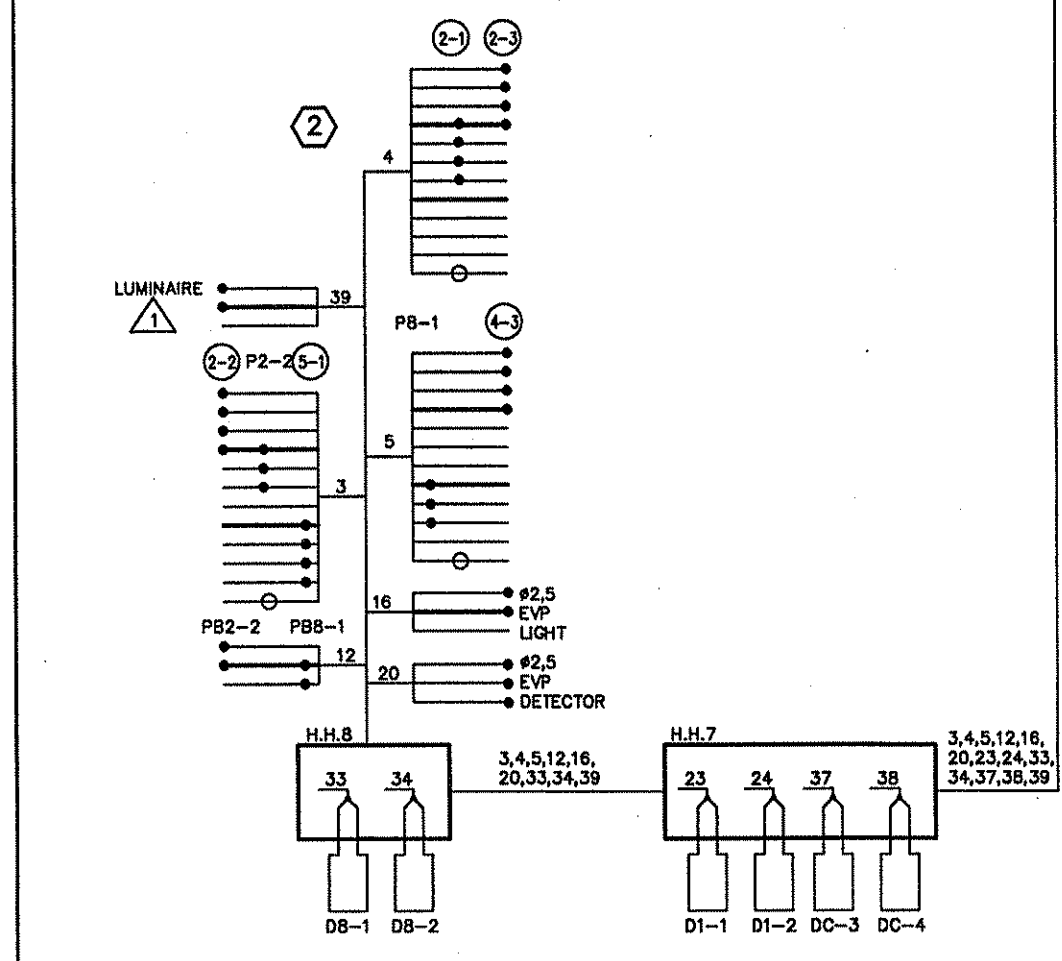 2-1 2-3
2
4
LUMINAIRE
1
39
P8-1 4-3
2-2 P2-2 5-1
5
3
16
ø2,5
EVP
LIGHT
PB2-2 PB8-1
12
20
ø2,5
EVP
DETECTOR
H.H.8
33 34
3,4,5,12,16,
20,33,34,39
H.H.7
23 24 37 38
3,4,5,12,16,
20,23,24,33,
34,37,38,39
D8-1 D8-2
D1-1 D1-2 DC-3 DC-4